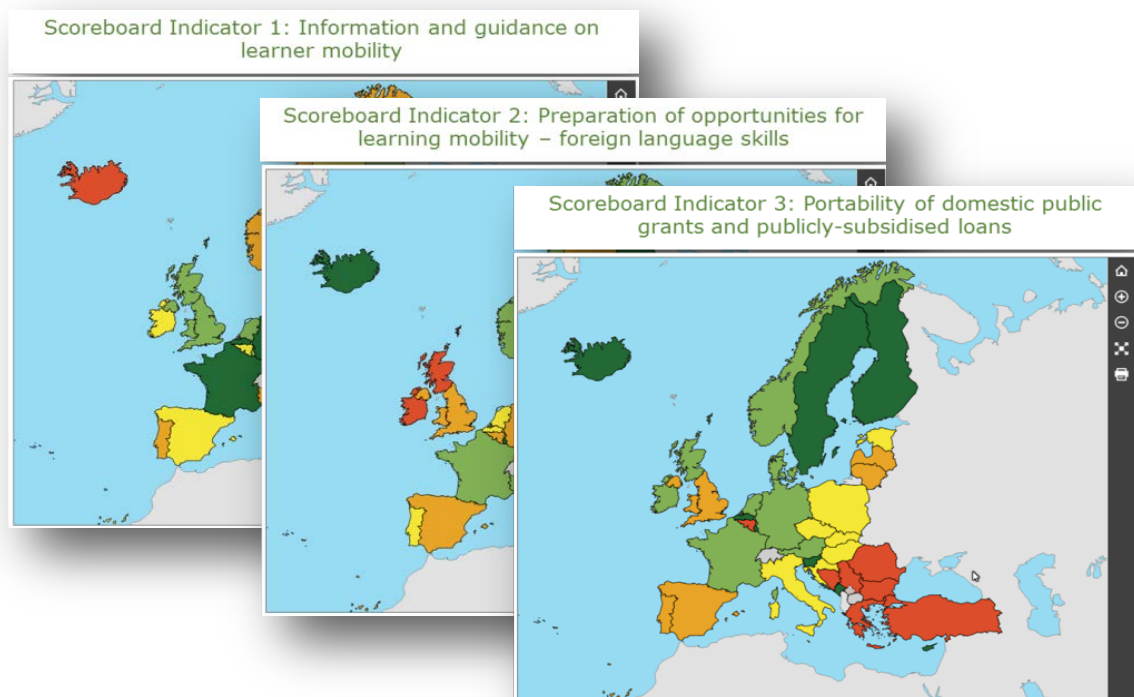 Scoreboard Indicator 1: Information and guidance on
learner mobility
Scoreboard Indicator 2: Preparation of opportunities for
learning mobility – foreign language skills
Scoreboard Indicator 3: Portability of domestic public
grants and publicly-subsidised loans